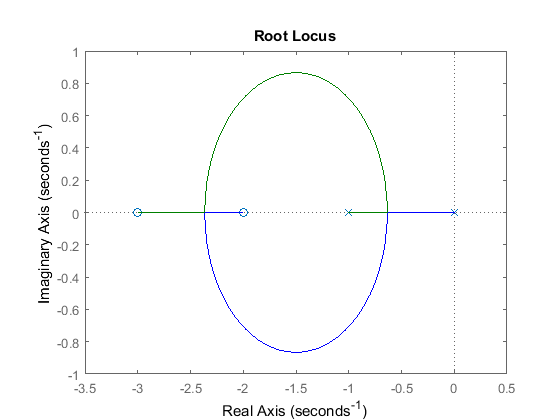 Root Locus
Imaginary Axis (seconds⁻¹)
1
0.8
0.6
0.4
0.2
0
-0.2
-0.4
-0.6
-0.8
-1
-3.5 -3 -2.5 -2 -1.5 -1 -0.5 0 0.5
Real Axis (seconds⁻¹)